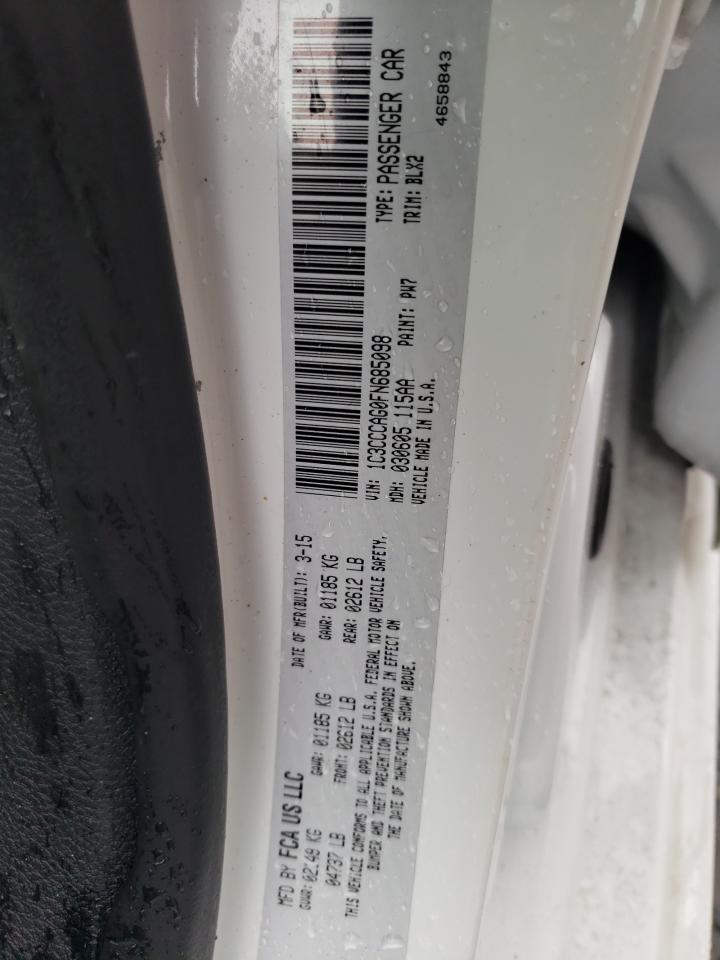 MFD BY FCA US LLC
DATE OF MFR(BUILT): 3-15
GVWR: 02149 KG
GAWR: 01185 KG
GAWR: 01185 KG
04737 LB
FRONT: 02612 LB
REAR: 02612 LB
THIS VEHICLE CONFORMS TO ALL APPLICABLE U.S.A. FEDERAL MOTOR VEHICLE SAFETY,
BUMPER AND THEFT PREVENTION STANDARDS IN EFFECT ON
THE DATE OF MANUFACTURE SHOWN ABOVE.
VIN: 1C3CCCAG0FN685098
TYPE: PASSENGER CAR
MDH: 030605 115AA
PAINT: PW7
TRIM: BLX2
VEHICLE MADE IN U.S.A.
4658843